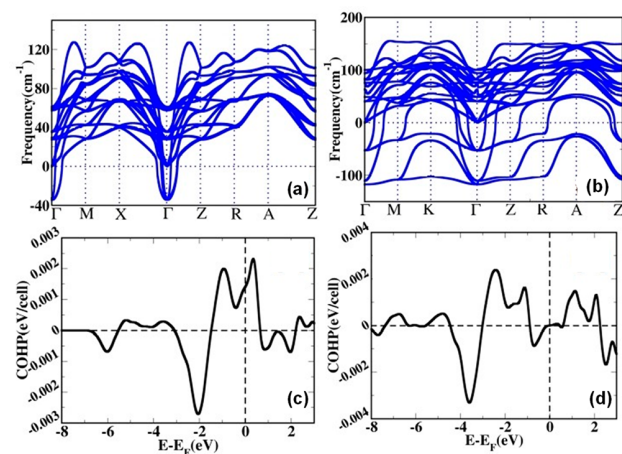 120
80
40
0
-40
Frequency(cm⁻¹)
Γ M X Γ Z R A Z
(a)
200
100
0
-100
Frequency(cm⁻¹)
Γ M K Γ Z R A Z
(b)
0.003
0.002
0.001
0
-0.001
-0.002
-0.003
COHP(eV/cell)
-8 -6 -4 -2 0 2
E-E_F(eV)
(c)
0.004
0.002
0
-0.002
-0.004
COHP(eV/cell)
-8 -6 -4 -2 0 2
E-E_F(eV)
(d)